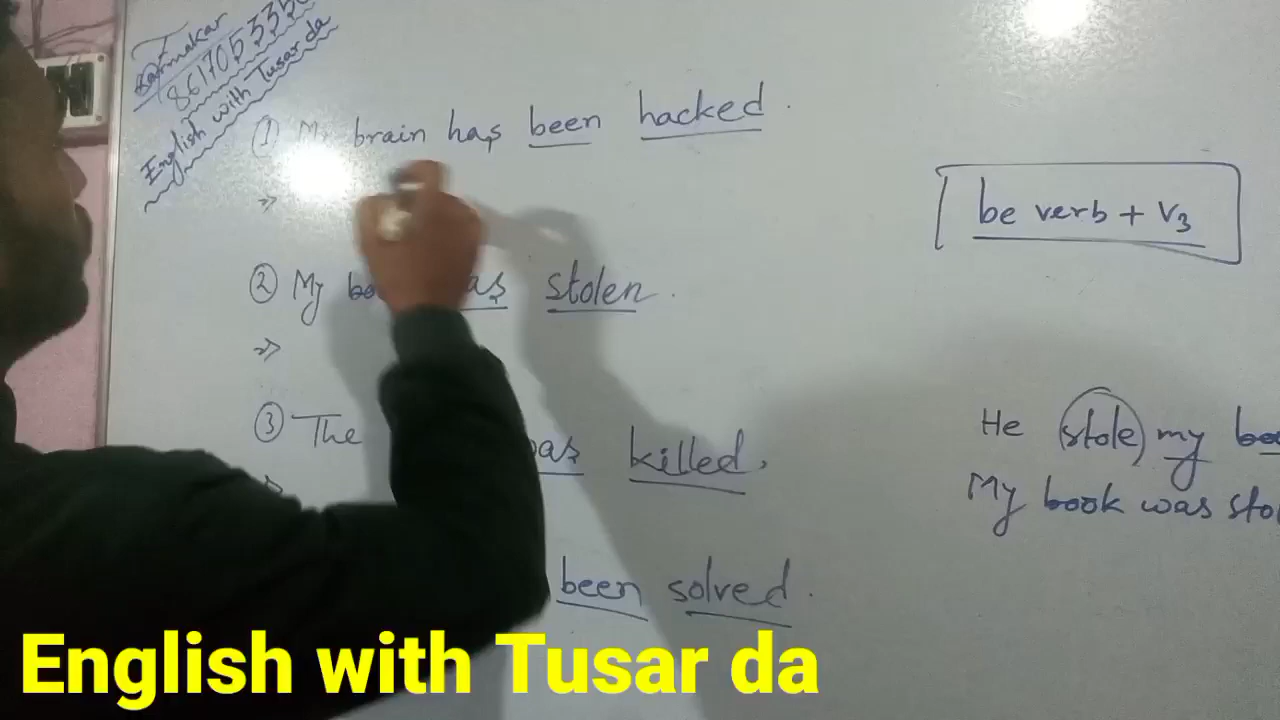 Karmakar
English with Tusar da
(1) My brain has been hacked.
⇒
be verb + V3
② My was stolen.
⇒
③ The was killed.
He stole my
My book was
been solved.
English with Tusar da